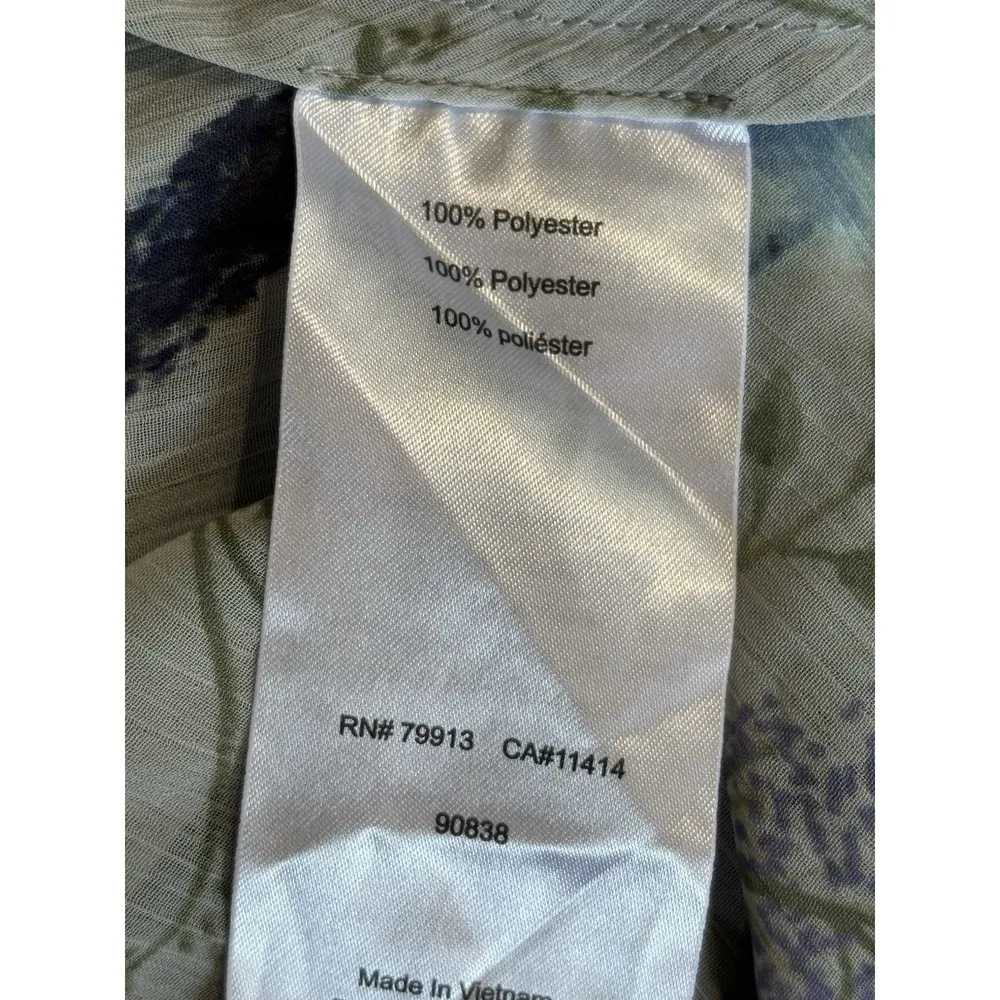 100% Polyester
100% Polyester
100% poliéster
RN# 79913 CA#11414
90838
Made In Vietnam